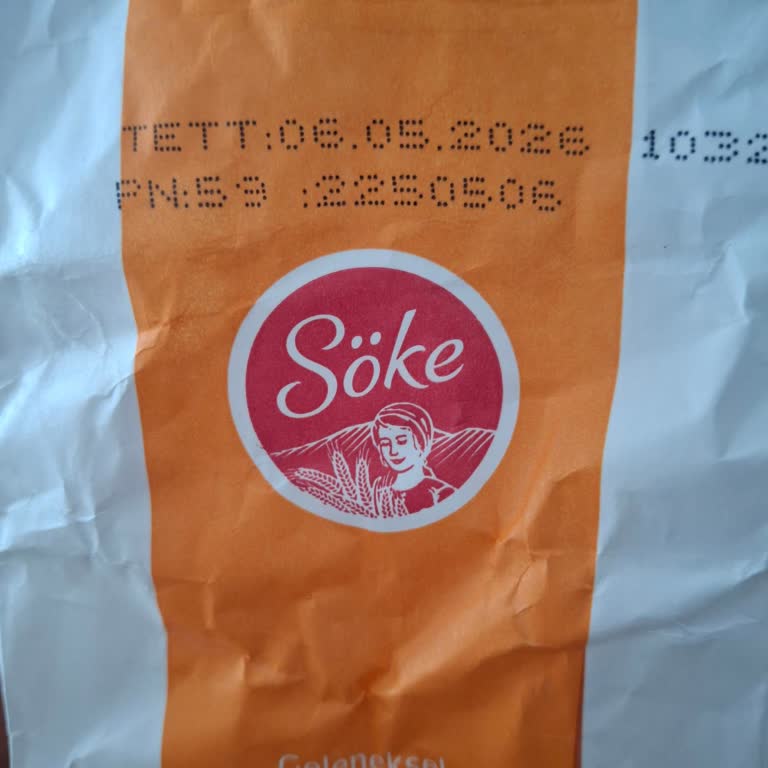 TETT:06.05.2026 1032
PN:59 :2250506
Söke
Geleneksel